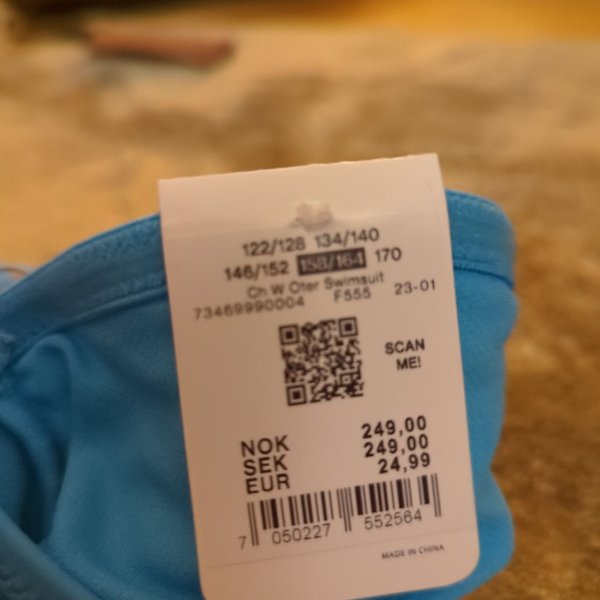 122/128 134/140
146/152 158/164 170
Ch W Oter Swimsuit
73469990004 F555 23-01
SCAN
ME!
NOK 249,00
SEK 249,00
EUR 24,99
7 050227 552564
MADE IN CHINA